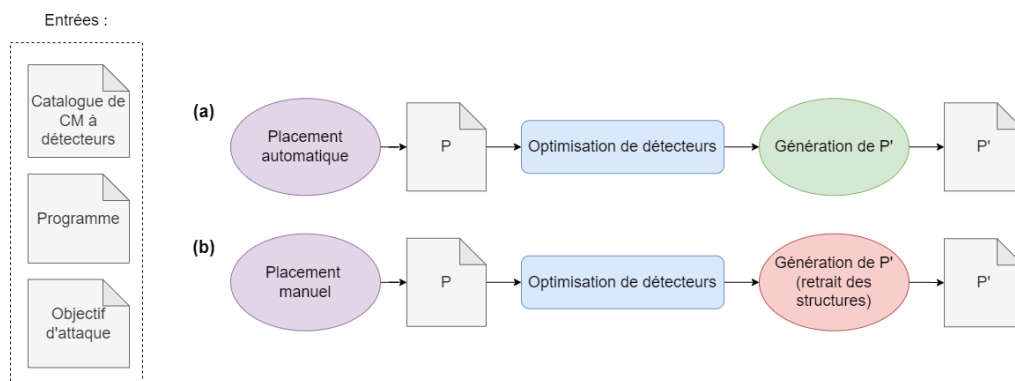 Entrées :
Catalogue de
CM à
détecteurs
Programme
Objectif
d'attaque
(a)
Placement
automatique
P
Optimisation de détecteurs
Génération de P'
P'
(b)
Placement
manuel
P
Optimisation de détecteurs
Génération de P'
(retrait des
structures)
P'